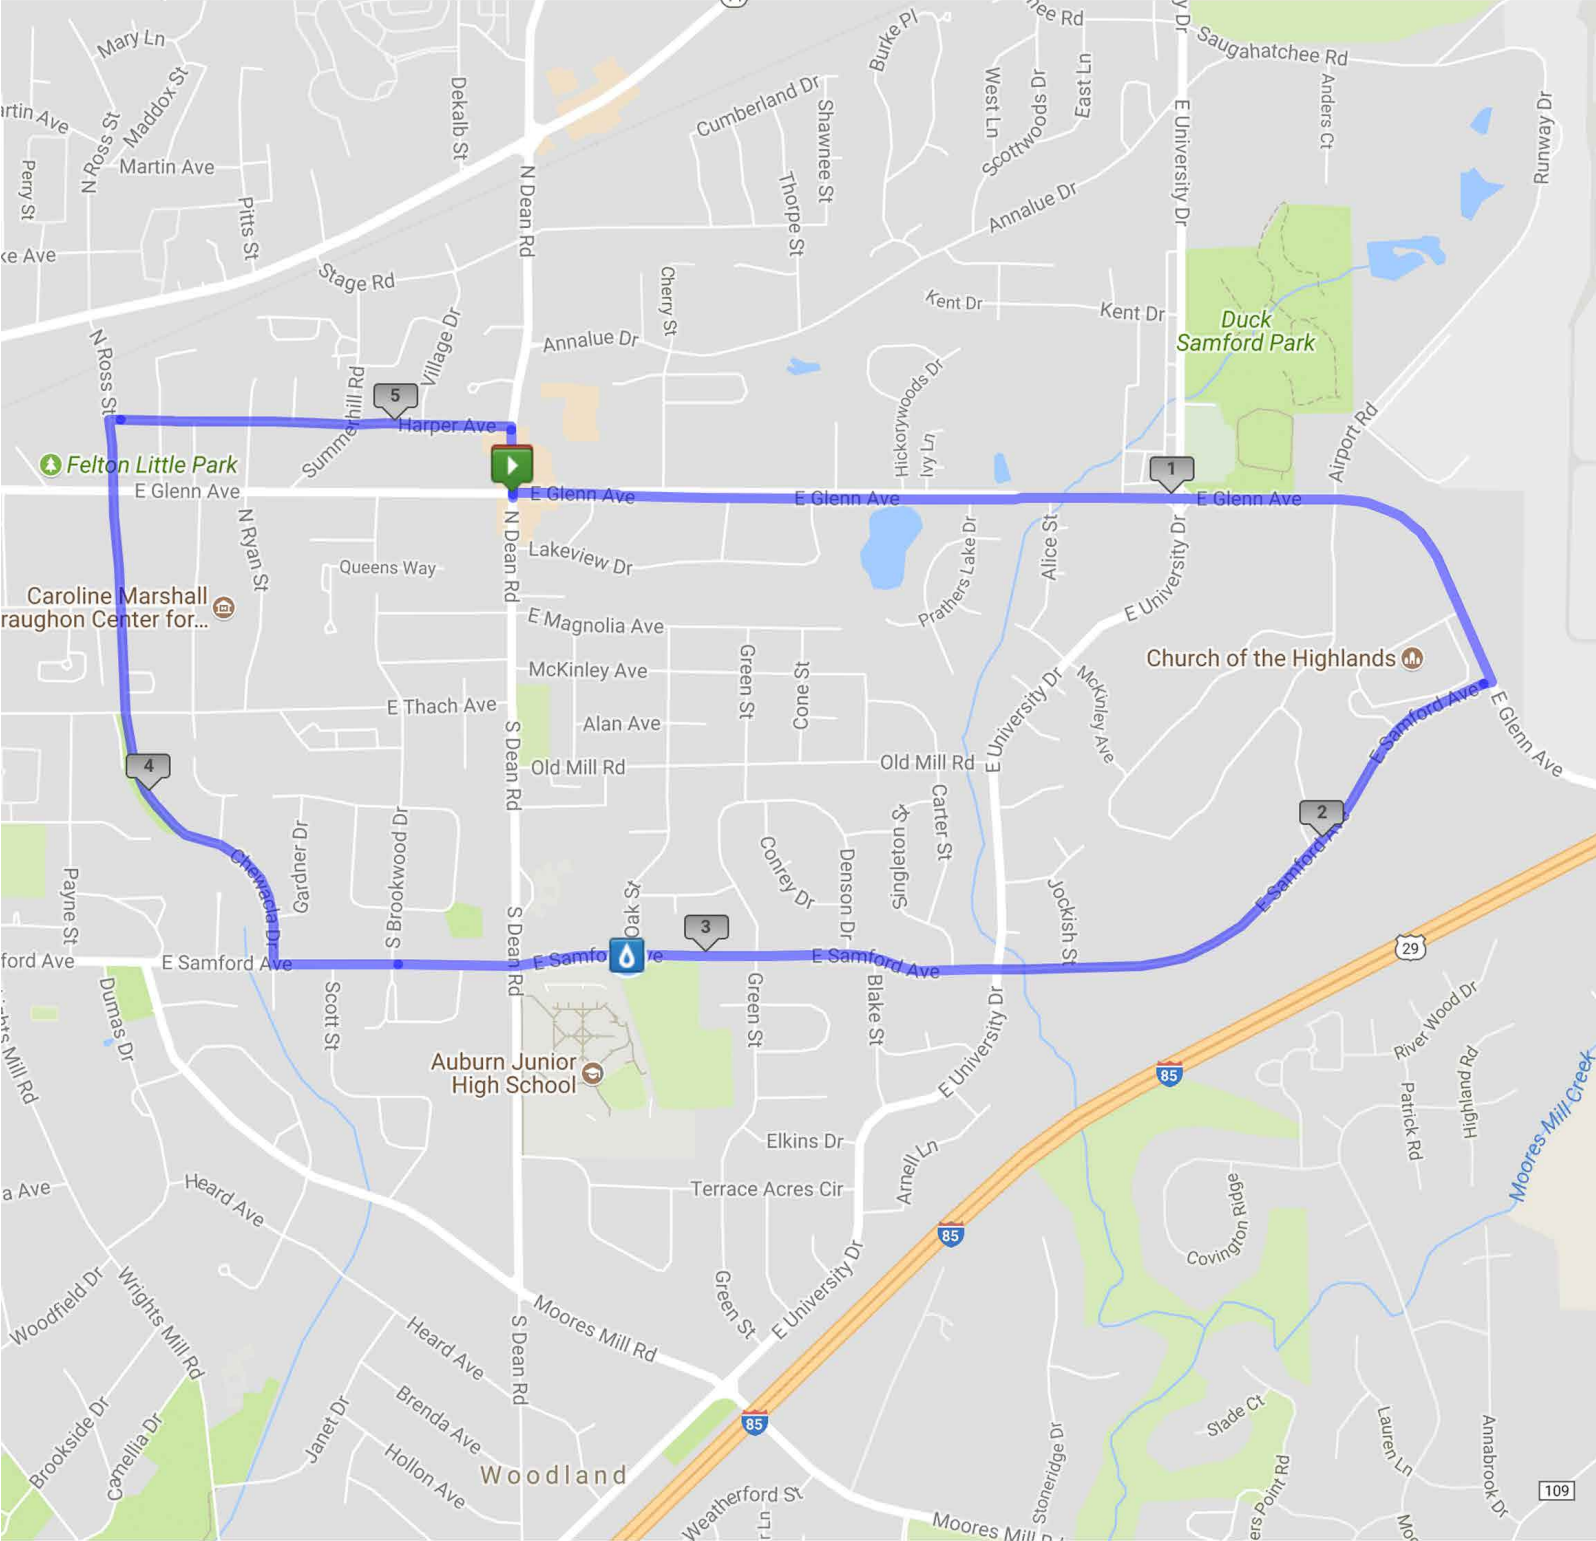 Mary Ln
Burke Pl
Saugahatchee Rd
Maddox St
Dekalb St
West Ln
Scottwoods Dr
East Ln
Cumberland Dr
Shawnee St
E University Dr
Anders Ct
Runway Dr
N Ross St
Martin Ave
Perry St
Pitts St
N Dean Rd
Thorpe St
Annalue Dr
Stage Rd
Cherry St
Kent Dr
Kent Dr
Duck
Samford Park
N Ross St
Village Dr
Annalue Dr
Summerhill Rd
Hickorywoods Dr
Ivy Ln
Airport Rd
5
Harper Ave
Felton Little Park
1
E Glenn Ave
E Glenn Ave
E Glenn Ave
E Glenn Ave
N Ryan St
N Dean Rd
Queens Way
Lakeview Dr
Prathers Lake Dr
Alice St
E University Dr
Caroline Marshall
raughon Center for...
E Magnolia Ave
McKinley Ave
Green St
Cone St
Church of the Highlands
E University Dr
McKinley Ave
E Thach Ave
Alan Ave
S Dean Rd
E Samford Ave
E Glenn Ave
4
Old Mill Rd
Old Mill Rd
2
Chewacla Dr
Gardner Dr
S Brookwood Dr
Conrey Dr
Denson Dr
Singleton St
Carter St
E Samford Ave
Payne St
Oak St
3
Jockish St
S Dean Rd
29
ford Ave
E Samford Ave
E Samfo
ve
E Samford Ave
Dumas Dr
Scott St
Green St
Blake St
E University Dr
River Wood Dr
Highland Rd
Patrick Rd
Moores Mill Creek
Auburn Junior
High School
85
Elkins Dr
Arnell Ln
a Ave
Heard Ave
Terrace Acres Cir
Covington Ridge
85
Woodfield Dr
Wrights Mill Rd
Green St
E University Dr
Moores Mill Rd
Heard Ave
S Dean Rd
Brookside Dr
Camellia Dr
Janet Dr
Brenda Ave
Hollon Ave
85
Woodland
Stoneridge Dr
Slade Ct
Lauren Ln
Annabrook Dr
109
Weatherford St
ers Point Rd
Moores Mill